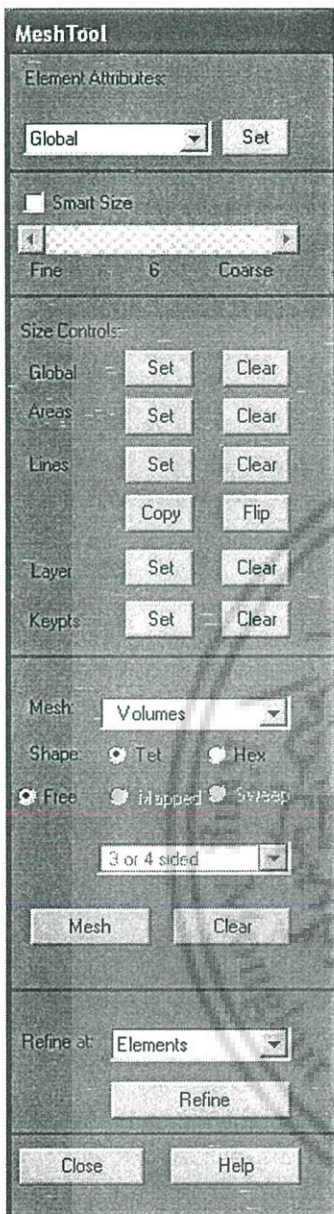 MeshTool
Element Attributes:
Global Set
Smart Size
Fine 6 Coarse
Size Controls:
Global Set Clear
Areas Set Clear
Lines Set Clear
Copy Flip
Layer Set Clear
Keypts Set Clear
Mesh: Volumes
Shape: Tet Hex
Free Mapped Sweep
3 or 4 sided
Mesh Clear
Refine at: Elements
Refine
Close Help